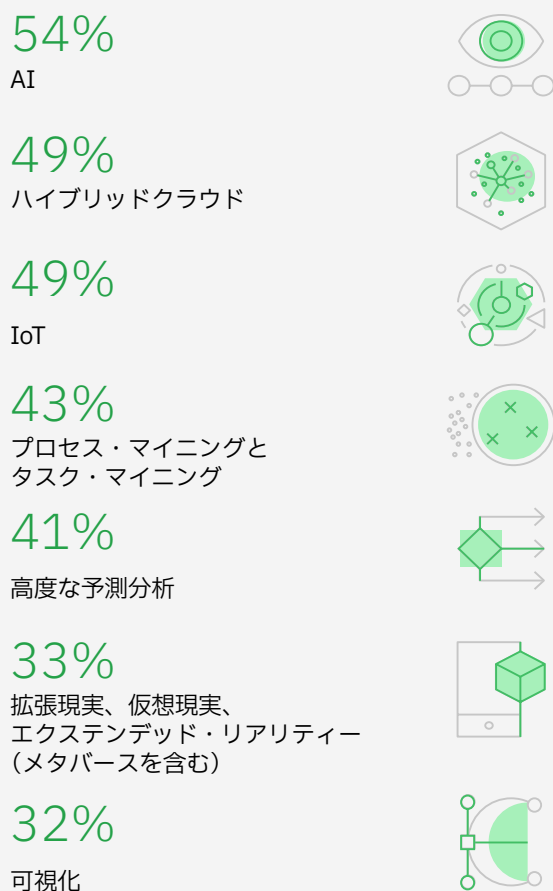 54%
AI
49%
ハイブリッドクラウド
49%
IoT
43%
プロセス・マイニングと
タスク・マイニング
41%
高度な予測分析
33%
拡張現実、仮想現実、
エクステンデッド・リアリティー
（メタバースを含む）
32%
可視化